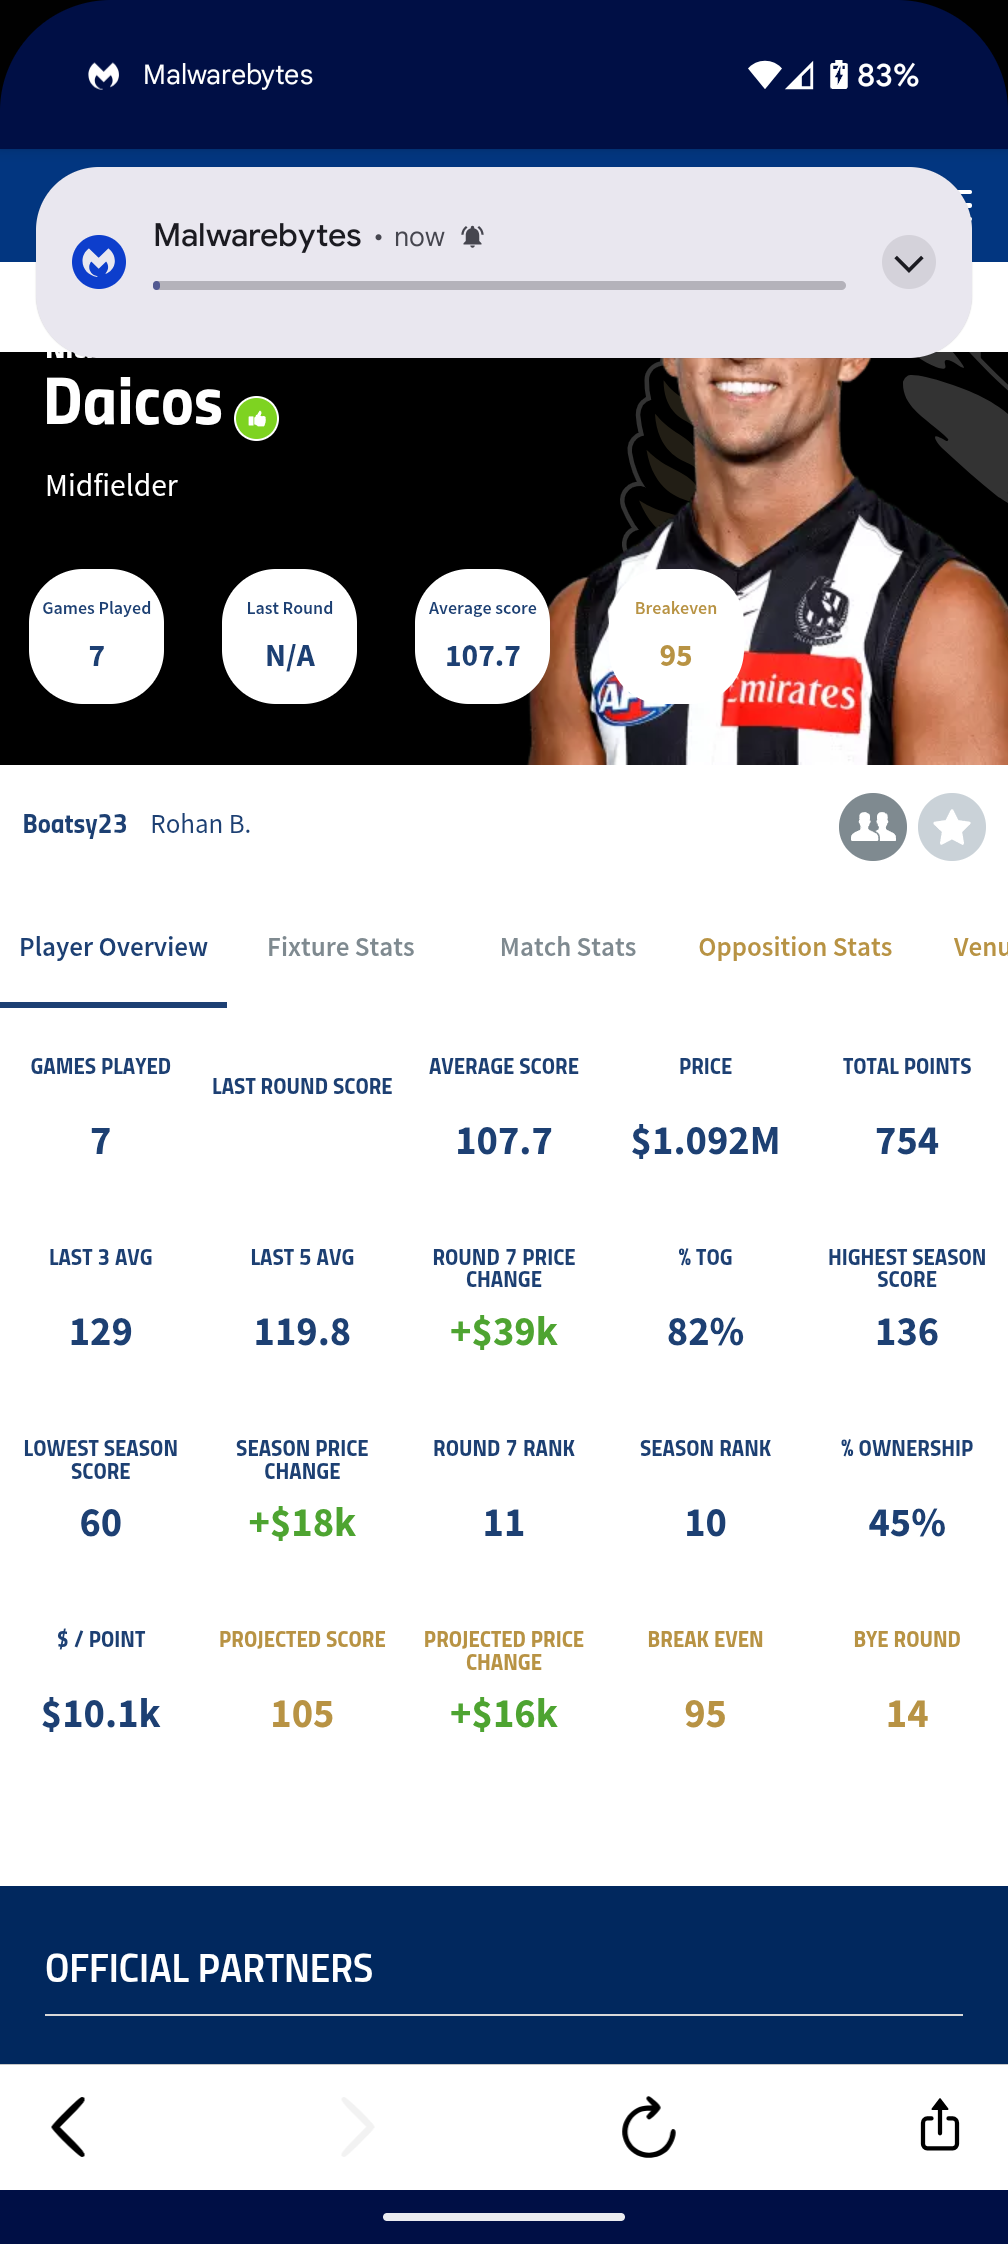 Malwarebytes
83%
Malwarebytes • now
Daicos
Midfielder
Games Played
Last Round
Average score
Breakeven
7
N/A
107.7
95
AFL
Emirates
Boatsy23 Rohan B.
Player Overview
Fixture Stats
Match Stats
Opposition Stats
Venu
GAMES PLAYED
7
LAST ROUND SCORE
AVERAGE SCORE
107.7
PRICE
$1.092M
TOTAL POINTS
754
LAST 3 AVG
129
LAST 5 AVG
119.8
ROUND 7 PRICE
CHANGE
+$39k
% TOG
82%
HIGHEST SEASON
SCORE
136
LOWEST SEASON
SCORE
60
SEASON PRICE
CHANGE
+$18k
ROUND 7 RANK
11
SEASON RANK
10
% OWNERSHIP
45%
$ / POINT
$10.1k
PROJECTED SCORE
105
PROJECTED PRICE
CHANGE
+$16k
BREAK EVEN
95
BYE ROUND
14
OFFICIAL PARTNERS